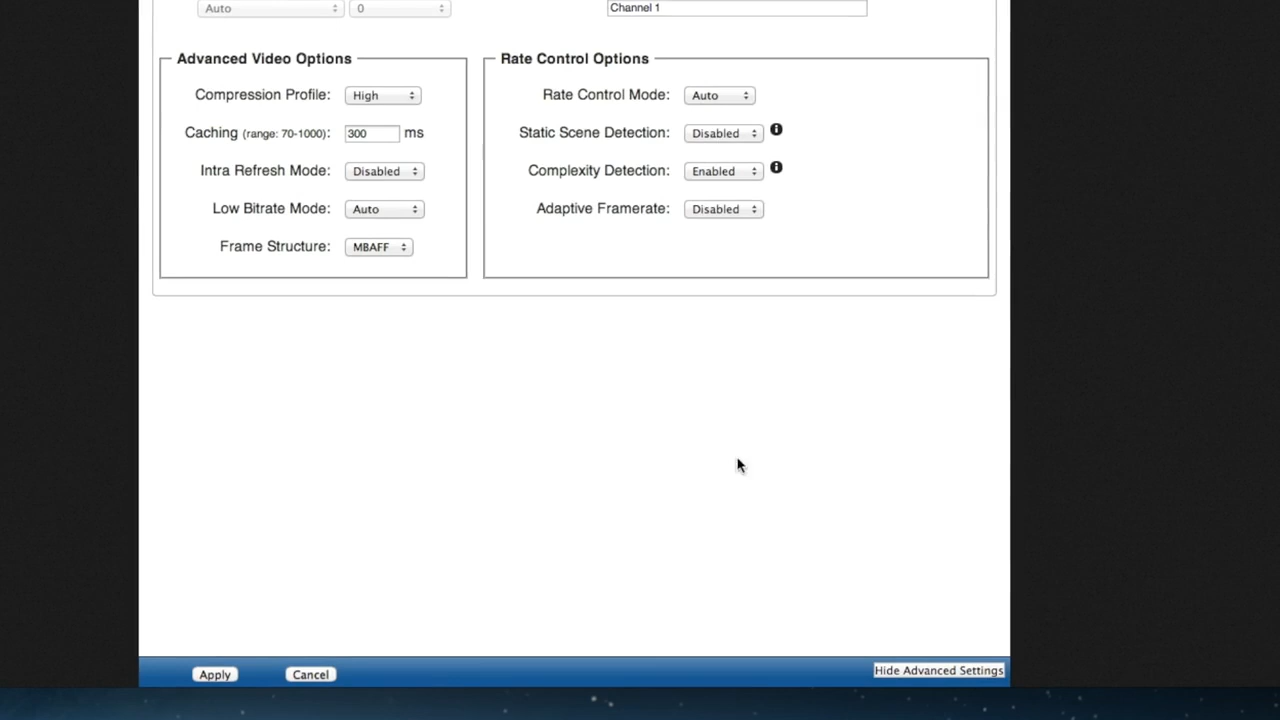 Auto 0 Channel 1
Advanced Video Options Rate Control Options
Compression Profile: High Rate Control Mode: Auto
Caching (range: 70-1000): 300 ms Static Scene Detection: Disabled
Intra Refresh Mode: Disabled Complexity Detection: Enabled
Low Bitrate Mode: Auto Adaptive Framerate: Disabled
Frame Structure: MBAFF
Apply Cancel Hide Advanced Settings